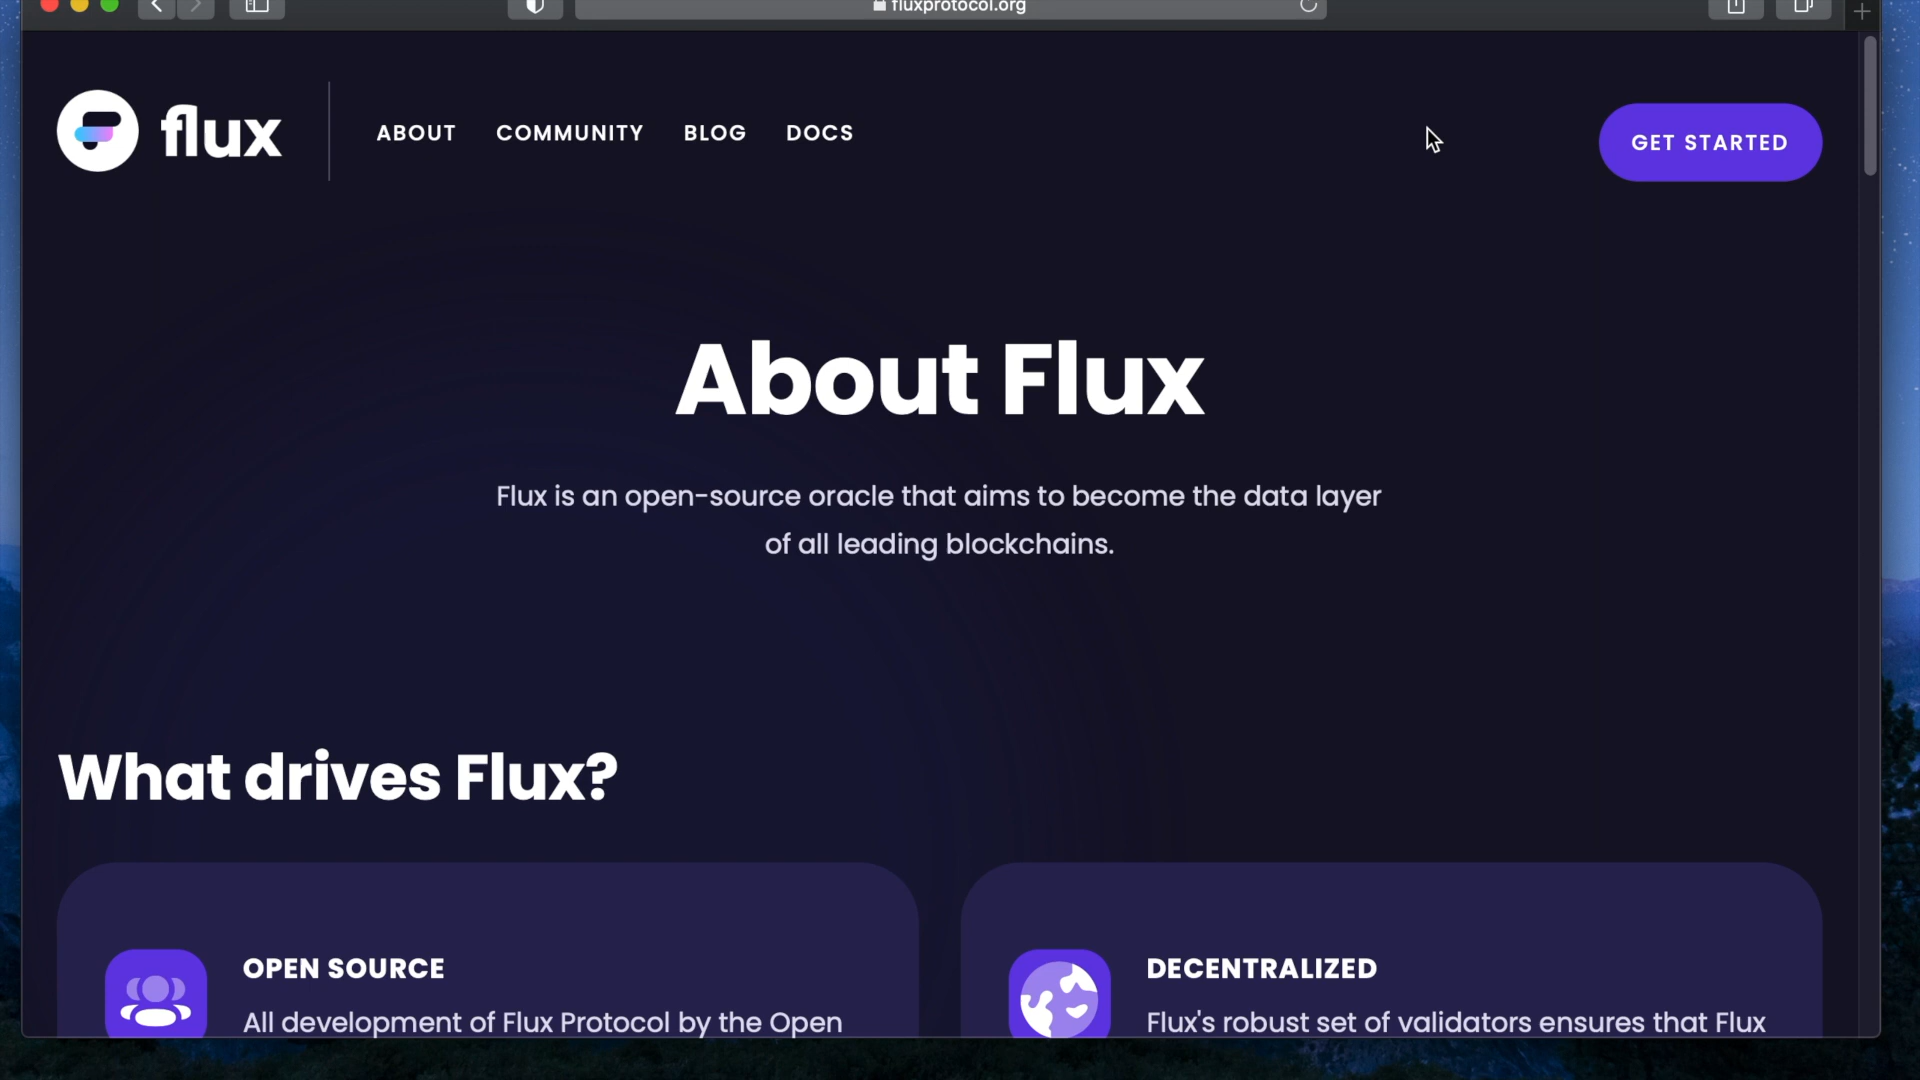 fluxprotocol.org
flux
ABOUT COMMUNITY BLOG DOCS
GET STARTED
About Flux
Flux is an open-source oracle that aims to become the data layer
of all leading blockchains.
What drives Flux?
OPEN SOURCE
All development of Flux Protocol by the Open
DECENTRALIZED
Flux's robust set of validators ensures that Flux